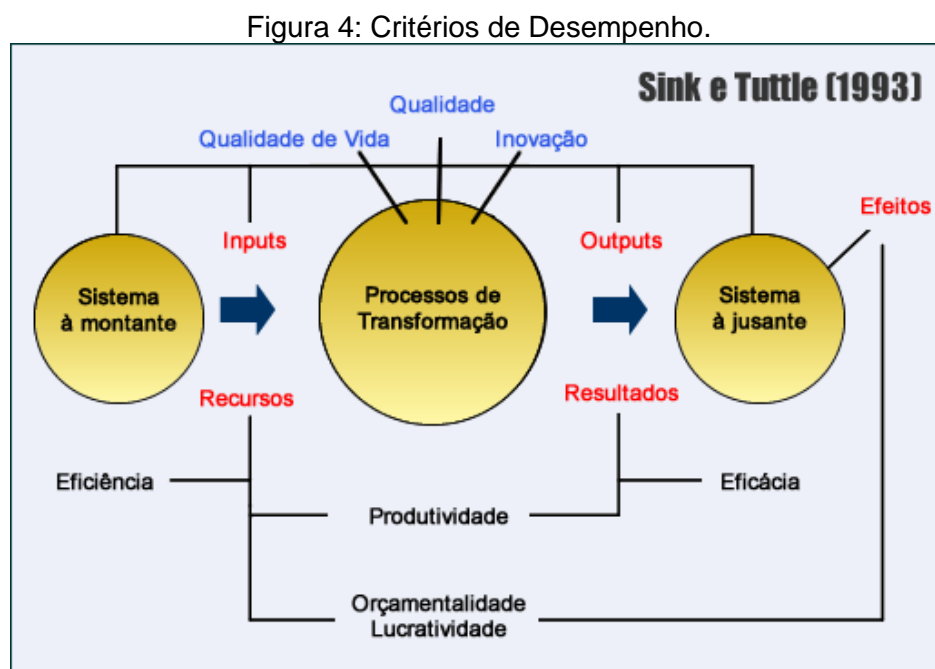 Figura 4: Critérios de Desempenho.
Sink e Tuttle (1993)
Qualidade
Qualidade de Vida
Inovação
Efeitos
Inputs
Outputs
Sistema
à montante
Processos de
Transformação
Sistema
à jusante
Recursos
Resultados
Eficiência
Eficácia
Produtividade
Orçamentalidade
Lucratividade